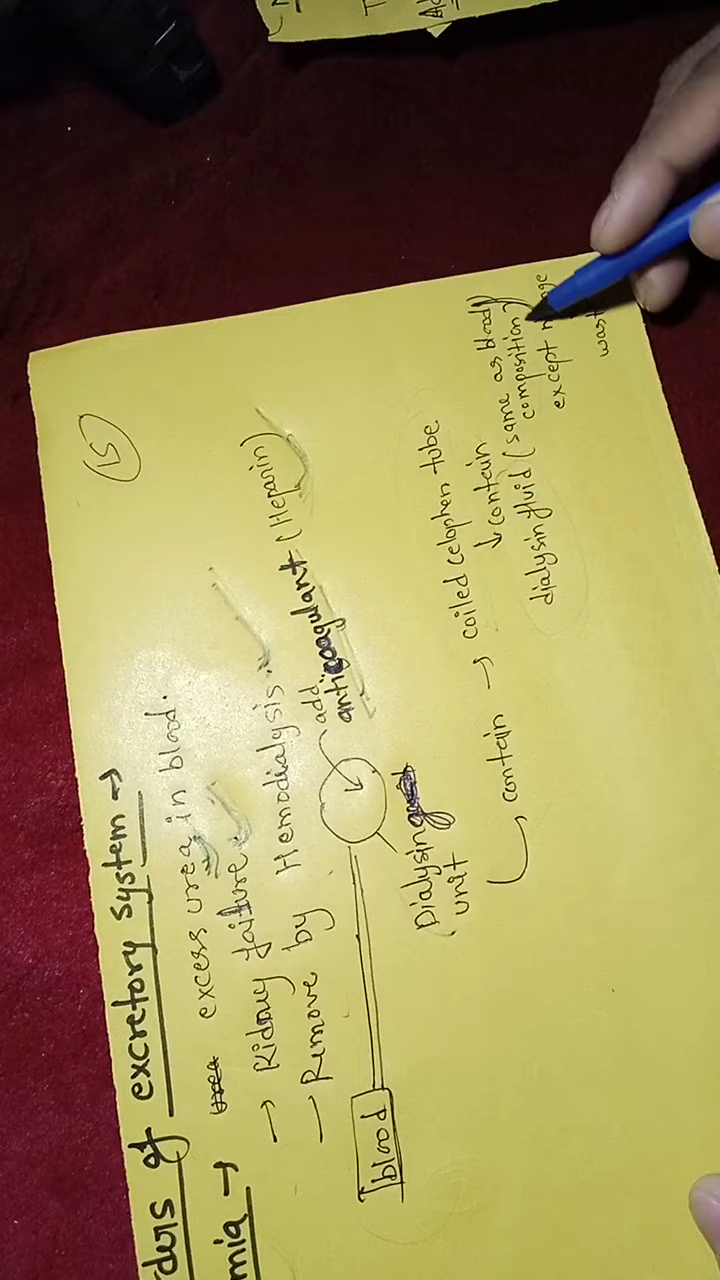 15
ders of excretory system →
mia → excess urea in blood.
→ Kidney failure.
→ Remove by Hemodialysis.
add
anticoagulant (Heparin)
blood
Dialysing
unit
contain → coiled celophen tube
↓ contain
dialysing fluid (same as blood)
composition)
except
wast